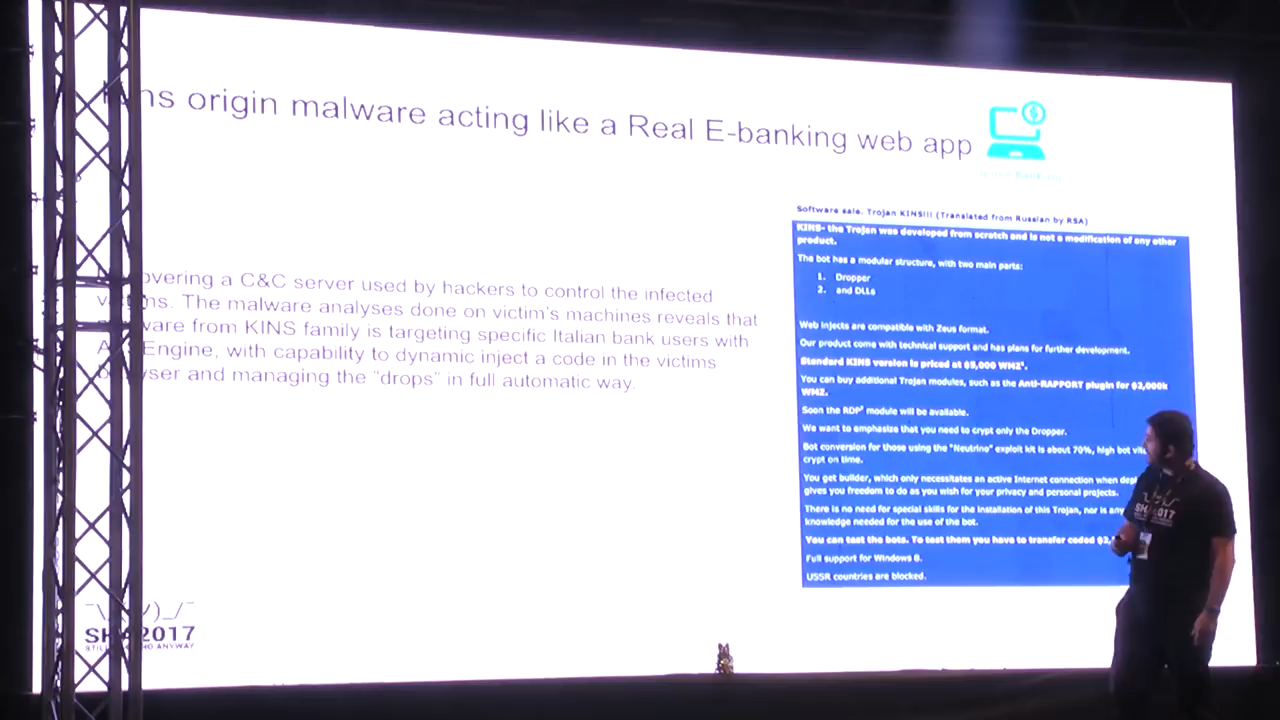 ns origin malware acting like a Real E-banking web app
Software sale. Trojan KINS!!! (Translated from Russian by RSA)
KINS- the Trojan was developed from scratch and is not a modification of any other
product.
The bot has a modular structure, with two main parts:
1. Dropper
2. and DLLs
Web injects are compatible with Zeus format.
Our product come with technical support and has plans for further development.
Standard KINS version is priced at $5,000 WMZ¹.
You can buy additional Trojan modules, such as the Anti-RAPPORT plugin for $2,000k
WMZ.
Soon the RDP² module will be available.
We want to emphasize that you need to crypt only the Dropper.
Bot conversion for those using the "Neutrino" exploit kit is about 70%, high bot
crypt on time.
You get builder, which only necessitates an active Internet connection when
gives you freedom to do as you wish for your privacy and personal projects.
There is no need for special skills for the installation of this Trojan, nor is any
knowledge needed for the use of the bot.
You can test the bots. To test them you have to transfer coded
Full support for Windows 8.
USSR countries are blocked.
overing a C&C server used by hackers to control the infected
ms. The malware analyses done on victim's machines reveals that
ware from KINS family is targeting specific Italian bank users with
Engine, with capability to dynamic inject a code in the victims
ser and managing the "drops" in full automatic way.
SHA2017
SHA2017